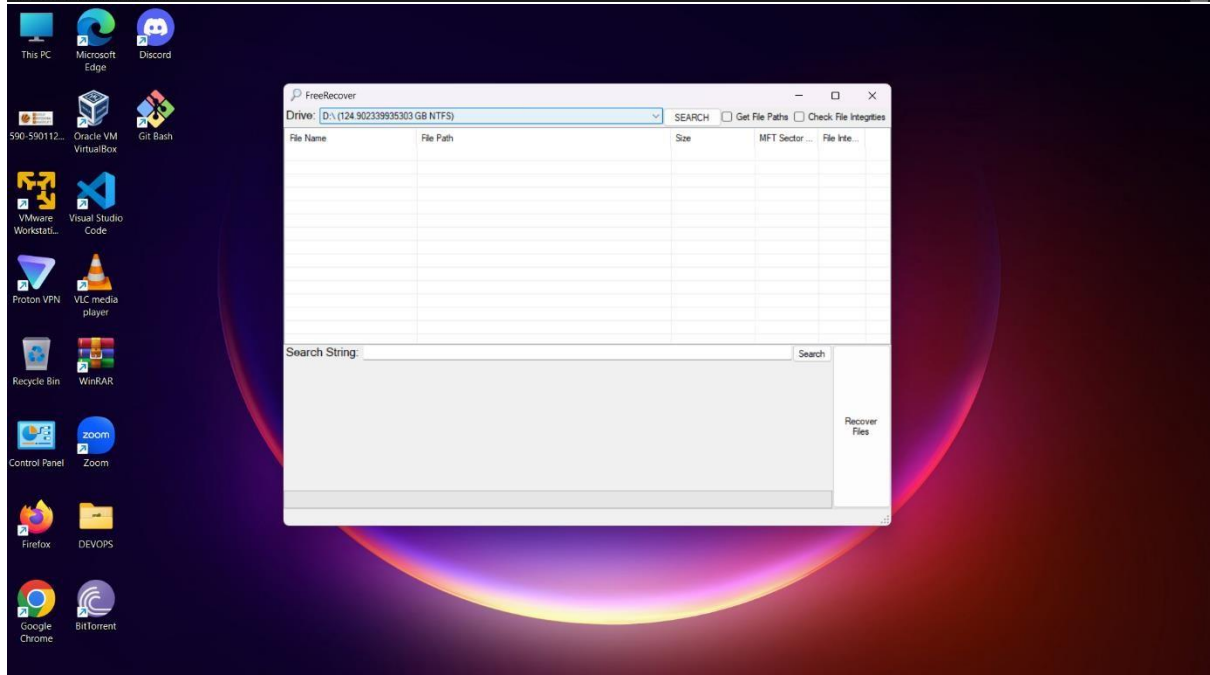 This PC
Microsoft
Edge
Discord
590-590112...
Oracle VM
VirtualBox
Git Bash
VMware
Workstati...
Visual Studio
Code
Proton VPN
VLC media
player
Recycle Bin
WinRAR
Control Panel
zoom
Zoom
Firefox
DEVOPS
Google
Chrome
BitTorrent
FreeRecover
Drive: D:\ (124.902339935303 GB NTFS) SEARCH Get File Paths Check File Integrities
File Name File Path Size MFT Sector ... File Inte...
Search String: Search
Recover
Files